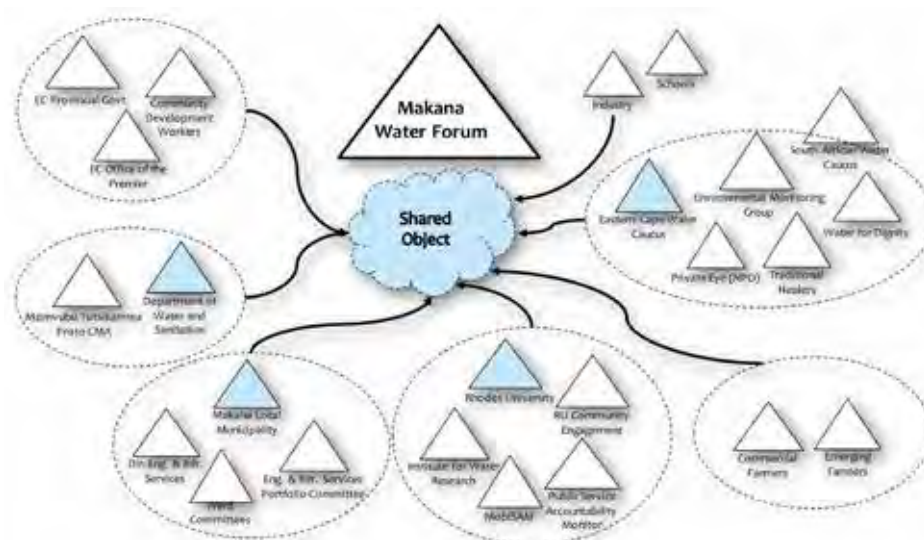 Makana
Water Forum
Shared
Object
EC Provincial Govt
Community
Development
Workers
EC Office of the
Premier
Industry
Schools
South African Water
Caucus
Eastern Cape Water
Caucus
Environmental Monitoring
Group
Water for Dignity
Private Eye (NPO)
Traditional
Healers
Proto CMA
Department of
Water and
Sanitation
Makana Local
Municipality
Services
Eng. & Infr. Services
Portfolio Committee
Ward
Committees
Rhodes University
RU Community
Engagement
Institute for Water
Research
MobiSAM
Public Service
Accountability
Monitor
Commercial
Farmers
Emerging
Farmers